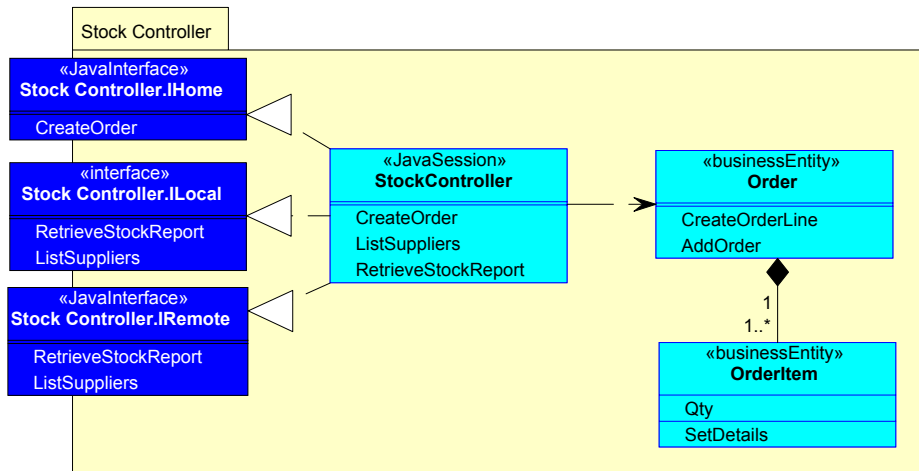 Stock Controller
«JavaInterface»
Stock Controller.IHome
CreateOrder
«interface»
Stock Controller.ILocal
RetrieveStockReport
ListSuppliers
«JavaInterface»
Stock Controller.IRemote
RetrieveStockReport
ListSuppliers
«JavaSession»
StockController
CreateOrder
ListSuppliers
RetrieveStockReport
«businessEntity»
Order
CreateOrderLine
AddOrder
1
1..*
«businessEntity»
OrderItem
Qty
SetDetails